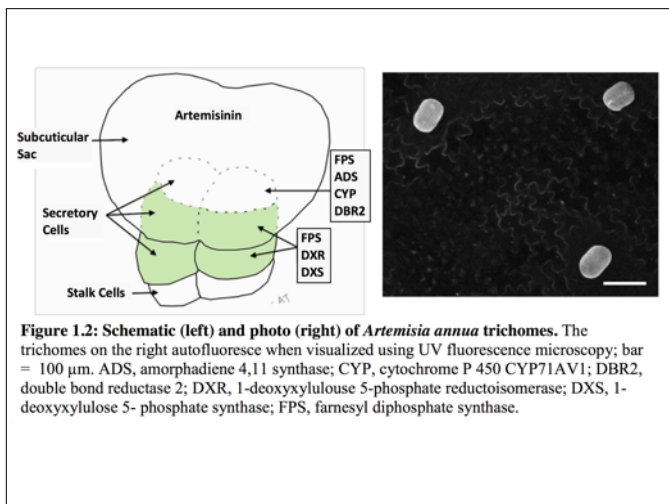 Artemisinin
Subcuticular
Sac
FPS
ADS
CYP
DBR2
Secretory
Cells
FPS
DXR
DXS
Stalk Cells
AT
Figure 1.2: Schematic (left) and photo (right) of Artemisia annua trichomes. The
trichomes on the right autofluoresce when visualized using UV fluorescence microscopy; bar
= 100 μm. ADS, amorphadiene 4,11 synthase; CYP, cytochrome P 450 CYP71AV1; DBR2,
double bond reductase 2; DXR, 1-deoxyxylulouse 5-phosphate reductoisomerase; DXS, 1-
deoxyxylulose 5- phosphate synthase; FPS, farnesyl diphosphate synthase.